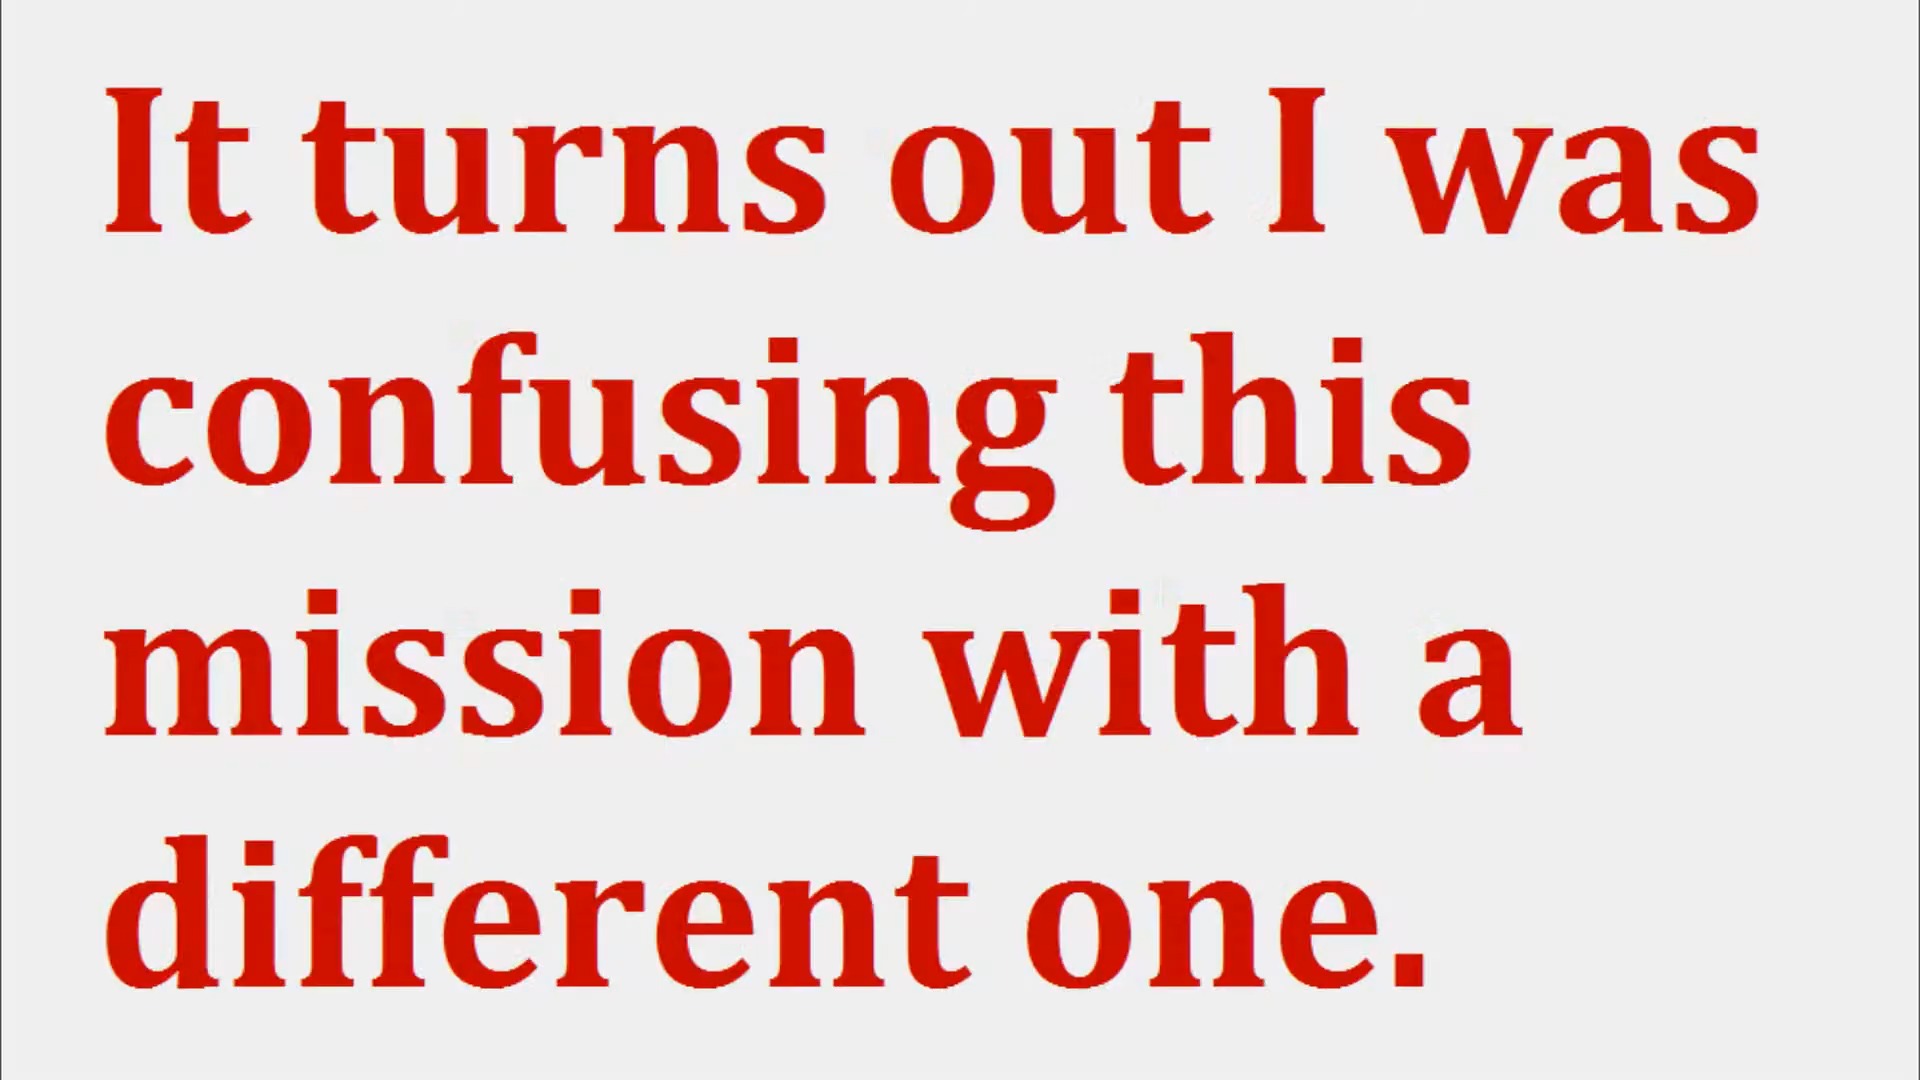 It turns out I was
confusing this
mission with a
different one.